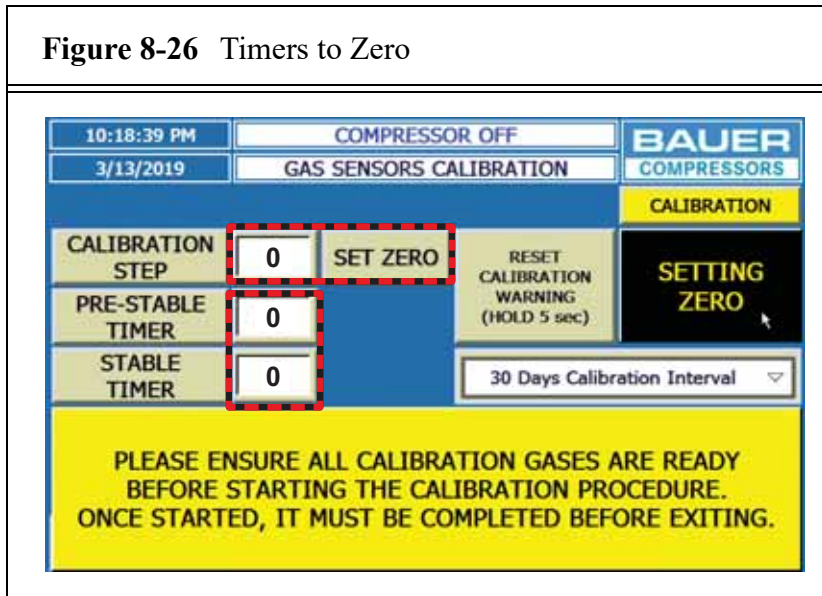 Figure 8-26 Timers to Zero
10:18:39 PM
COMPRESSOR OFF
BAUER
COMPRESSORS
3/13/2019
GAS SENSORS CALIBRATION
CALIBRATION
CALIBRATION
STEP
0
SET ZERO
RESET
CALIBRATION
WARNING
(HOLD 5 sec)
SETTING
ZERO
PRE-STABLE
TIMER
0
STABLE
TIMER
0
30 Days Calibration Interval
PLEASE ENSURE ALL CALIBRATION GASES ARE READY
BEFORE STARTING THE CALIBRATION PROCEDURE.
ONCE STARTED, IT MUST BE COMPLETED BEFORE EXITING.